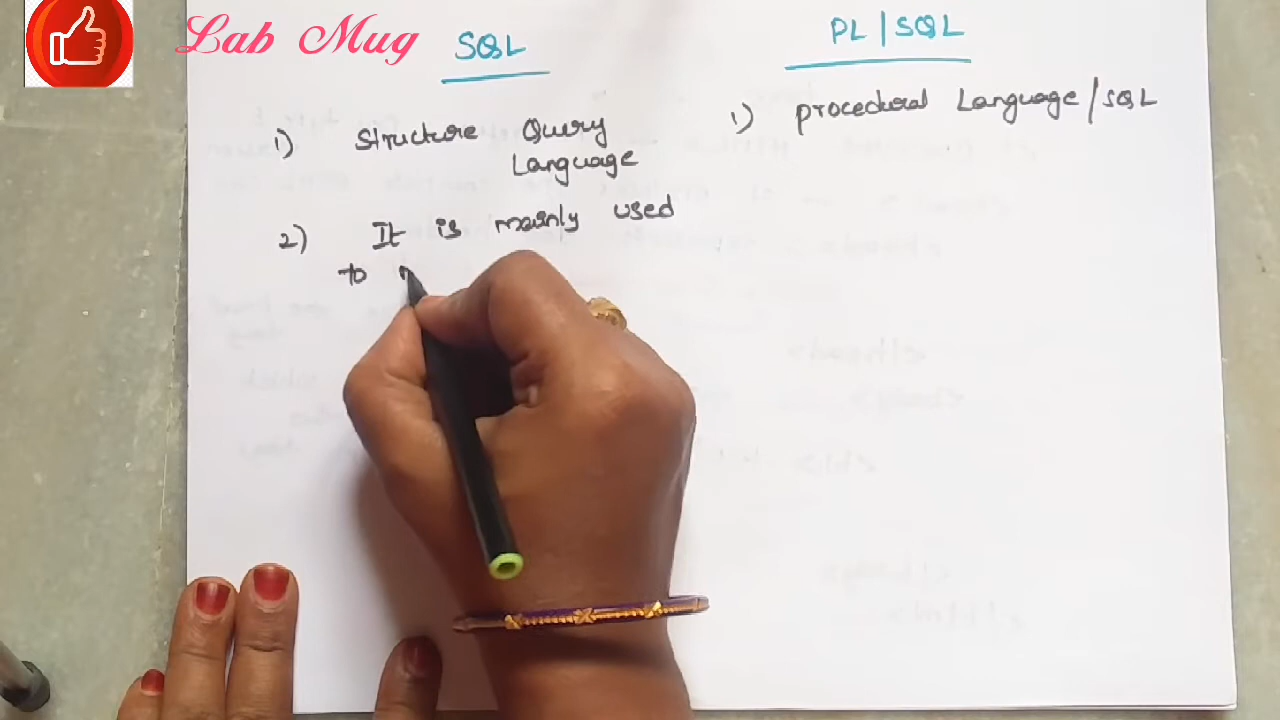 Lab Mug
SQL
PL/SQL
1) Structure Query
Language
1) procedural Language/SQL
2) It is mainly used
to